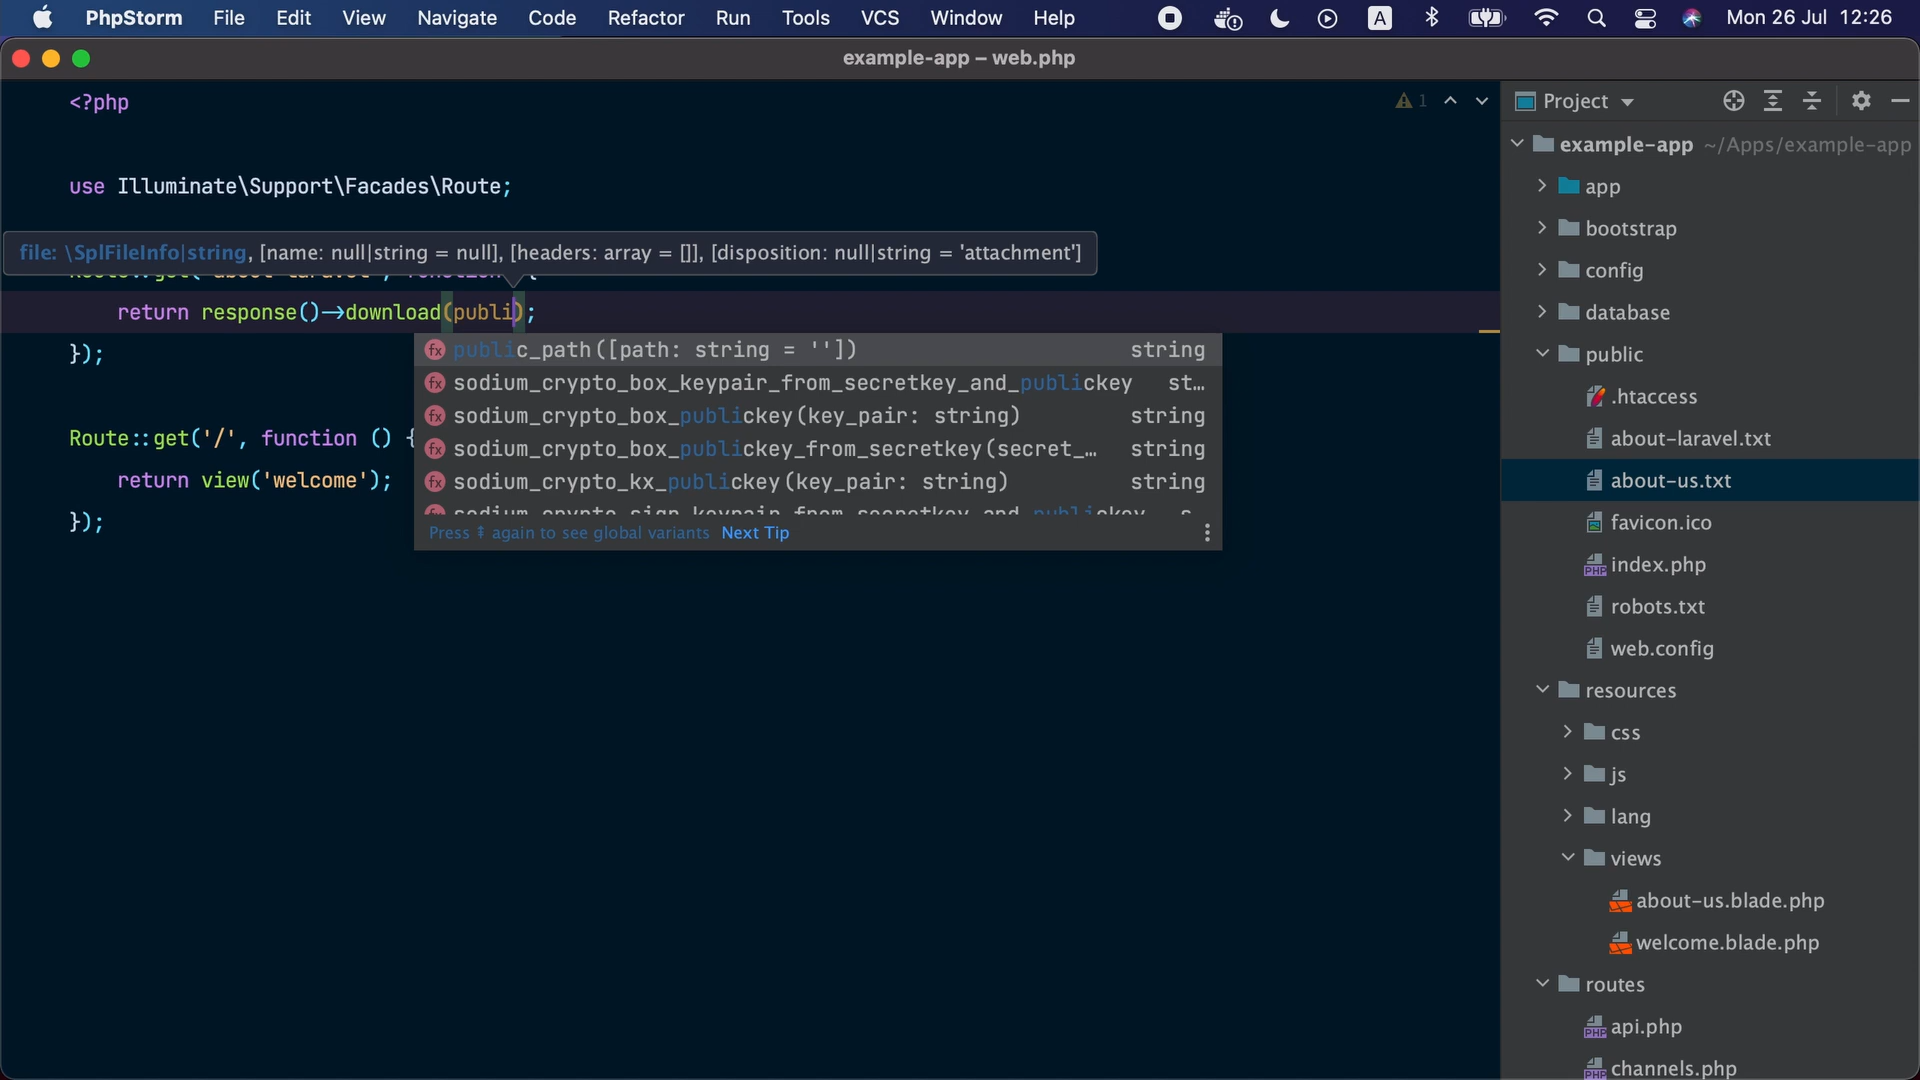 PhpStorm File Edit View Navigate Code Refactor Run Tools VCS Window Help A Mon 26 Jul 12:26
example-app – web.php
<?php
1
use Illuminate\Support\Facades\Route;
file: \SplFileInfo|string, [name: null|string = null], [headers: array = []], [disposition: null|string = 'attachment']
return response()->download(publi);
});
Route::get('/', function () {
return view('welcome');
});
public_path([path: string = '']) string
sodium_crypto_box_keypair_from_secretkey_and_publickey st…
sodium_crypto_box_publickey(key_pair: string) string
sodium_crypto_box_publickey_from_secretkey(secret_… string
sodium_crypto_kx_publickey(key_pair: string) string
Press ⇞ again to see global variants Next Tip
Project
example-app ~/Apps/example-app
app
bootstrap
config
database
public
.htaccess
about-laravel.txt
about-us.txt
favicon.ico
index.php
robots.txt
web.config
resources
css
js
lang
views
about-us.blade.php
welcome.blade.php
routes
api.php
channels.php